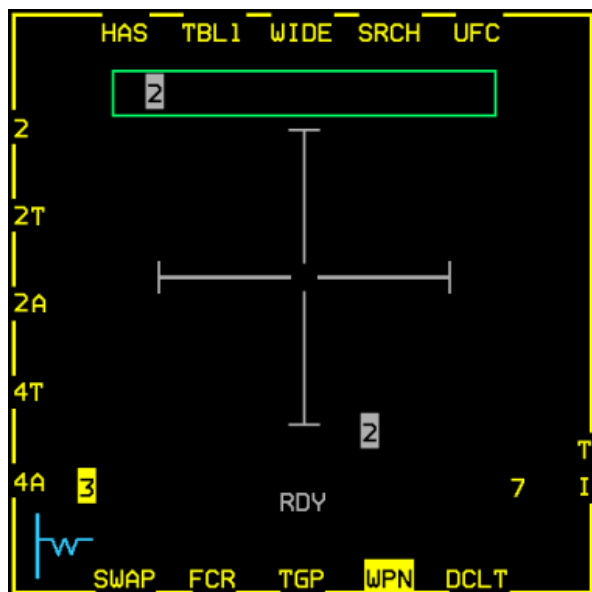 HAS TBL1 WIDE SRCH UFC
2
2
2T
2A
4T
2
T
4A 3 7 I
RDY
W
SWAP FCR TGP WPN DCLT